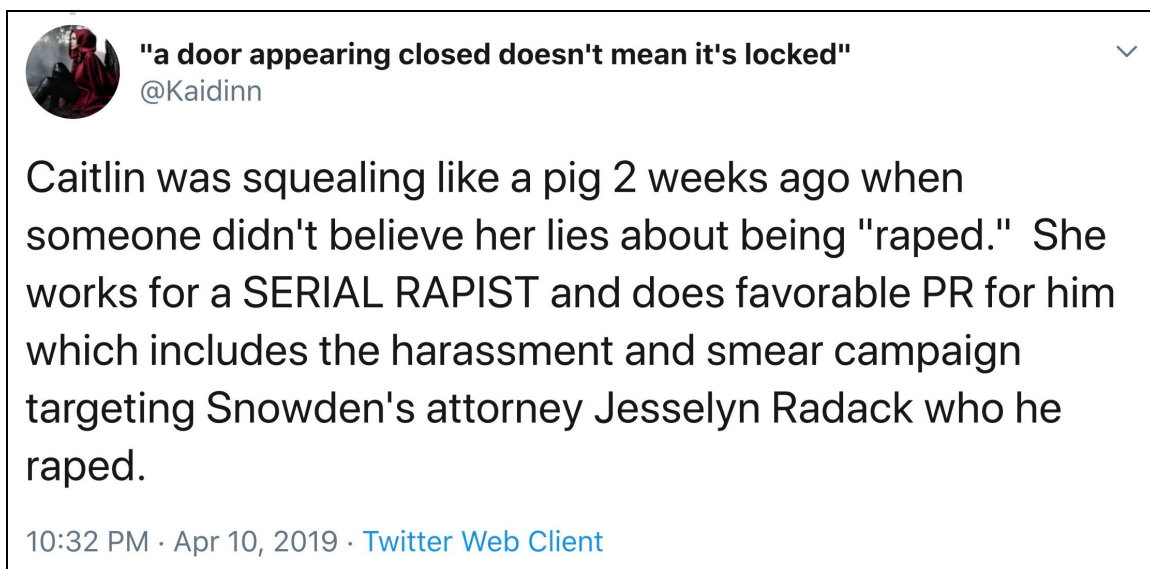 "a door appearing closed doesn't mean it's locked"
@Kaidinn
Caitlin was squealing like a pig 2 weeks ago when
someone didn't believe her lies about being "raped."  She
works for a SERIAL RAPIST and does favorable PR for him
which includes the harassment and smear campaign
targeting Snowden's attorney Jesselyn Radack who he
raped.
10:32 PM · Apr 10, 2019 · Twitter Web Client